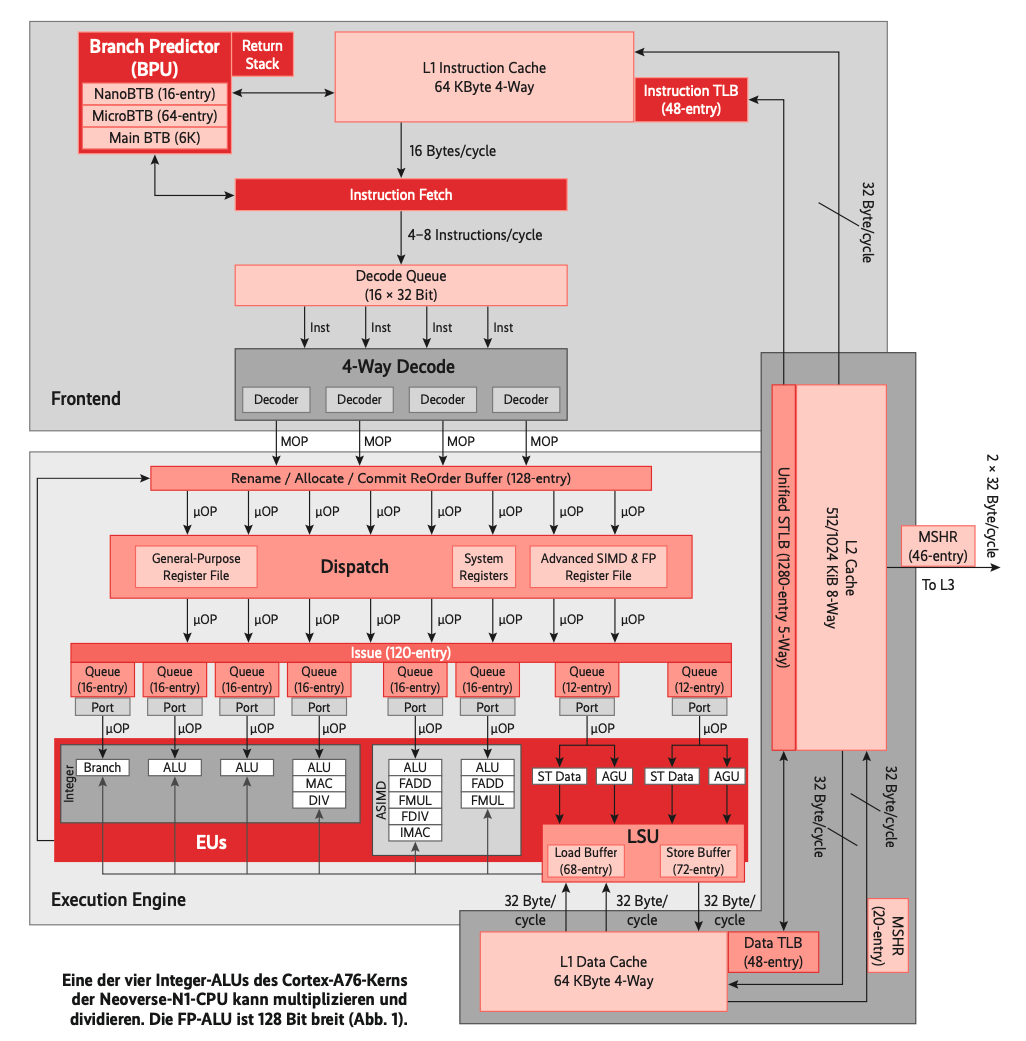 Branch Predictor
(BPU)
Return
Stack
NanoBTB (16-entry)
MicroBTB (64-entry)
Main BTB (6K)
L1 Instruction Cache
64 KByte 4-Way
Instruction TLB
(48-entry)
16 Bytes/cycle
32 Byte/cycle
Instruction Fetch
4–8 Instructions/cycle
Decode Queue
(16 × 32 Bit)
Inst
Inst
Inst
Inst
4-Way Decode
Decoder
Decoder
Decoder
Decoder
Frontend
MOP
MOP
MOP
MOP
Rename / Allocate / Commit ReOrder Buffer (128-entry)
µOP
µOP
µOP
µOP
µOP
µOP
µOP
µOP
General-Purpose
Register File
Dispatch
System
Registers
Advanced SIMD & FP
Register File
µOP
µOP
µOP
µOP
µOP
µOP
µOP
µOP
Issue (120-entry)
Queue
(16-entry)
Queue
(16-entry)
Queue
(16-entry)
Queue
(16-entry)
Queue
(16-entry)
Queue
(16-entry)
Queue
(12-entry)
Queue
(12-entry)
Port
Port
Port
Port
Port
Port
Port
Port
µOP
µOP
µOP
µOP
µOP
µOP
µOP
µOP
Integer
Branch
ALU
ALU
ALU
MAC
DIV
ASIMD
ALU
FADD
FMUL
FDIV
IMAC
ALU
FADD
FMUL
ST Data
AGU
ST Data
AGU
EUs
LSU
Load Buffer
(68-entry)
Store Buffer
(72-entry)
Execution Engine
32 Byte/
cycle
32 Byte/
cycle
32 Byte/
cycle
L1 Data Cache
64 KByte 4-Way
Data TLB
(48-entry)
Unified STLB (1280-entry 5-Way)
L2 Cache
512/1024 KiB 8-Way
32 Byte/cycle
32 Byte/cycle
MSHR
(20-entry)
MSHR
(46-entry)
2 × 32 Byte/cycle
To L3
Eine der vier Integer-ALUs des Cortex-A76-Kerns
der Neoverse-N1-CPU kann multiplizieren und
dividieren. Die FP-ALU ist 128 Bit breit (Abb. 1).